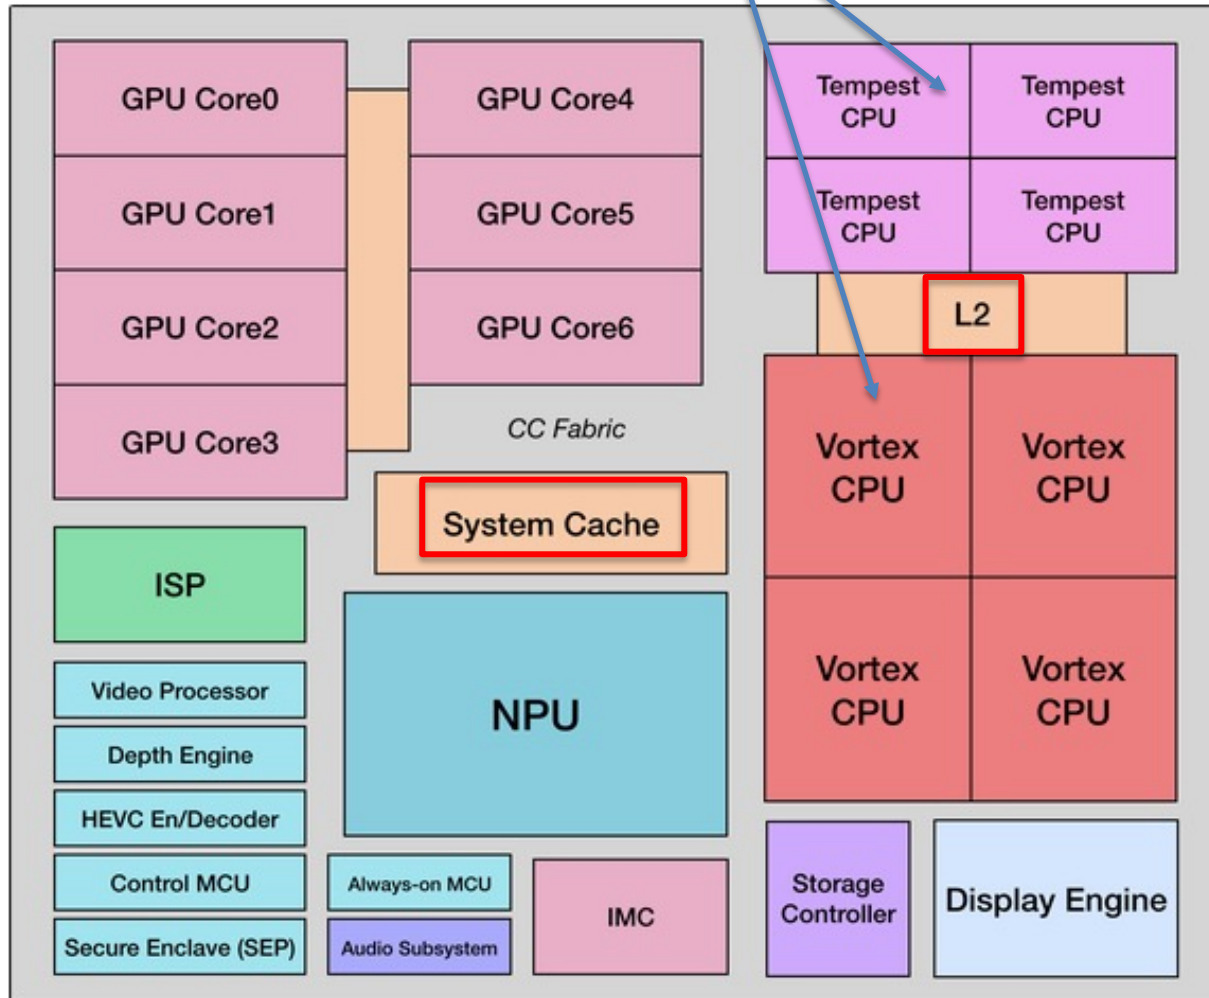 GPU Core0
GPU Core1
GPU Core2
GPU Core3
GPU Core4
GPU Core5
GPU Core6
Tempest
CPU
Tempest
CPU
Tempest
CPU
Tempest
CPU
L2
Vortex
CPU
Vortex
CPU
Vortex
CPU
Vortex
CPU
CC Fabric
System Cache
ISP
NPU
Video Processor
Depth Engine
HEVC En/Decoder
Control MCU
Secure Enclave (SEP)
Always-on MCU
Audio Subsystem
IMC
Storage
Controller
Display Engine